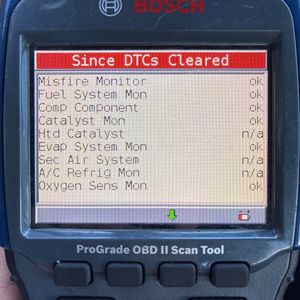 BOSCH
Since DTCs Cleared
Misfire Monitor ok
Fuel System Mon ok
Comp Component ok
Catalyst Mon ok
Htd Catalyst n/a
Evap System Mon ok
Sec Air System n/a
A/C Refrig Mon n/a
Oxygen Sens Mon ok
ProGrade OBD II Scan Tool